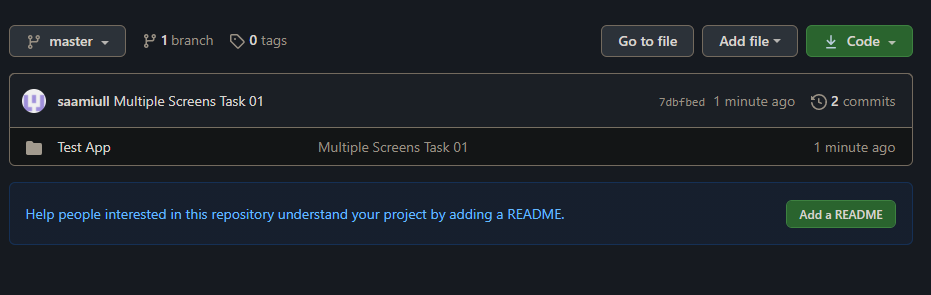 master 1 branch 0 tags Go to file Add file Code
saamiull Multiple Screens Task 01 7dbfbed 1 minute ago 2 commits
Test App Multiple Screens Task 01 1 minute ago
Help people interested in this repository understand your project by adding a README. Add a README